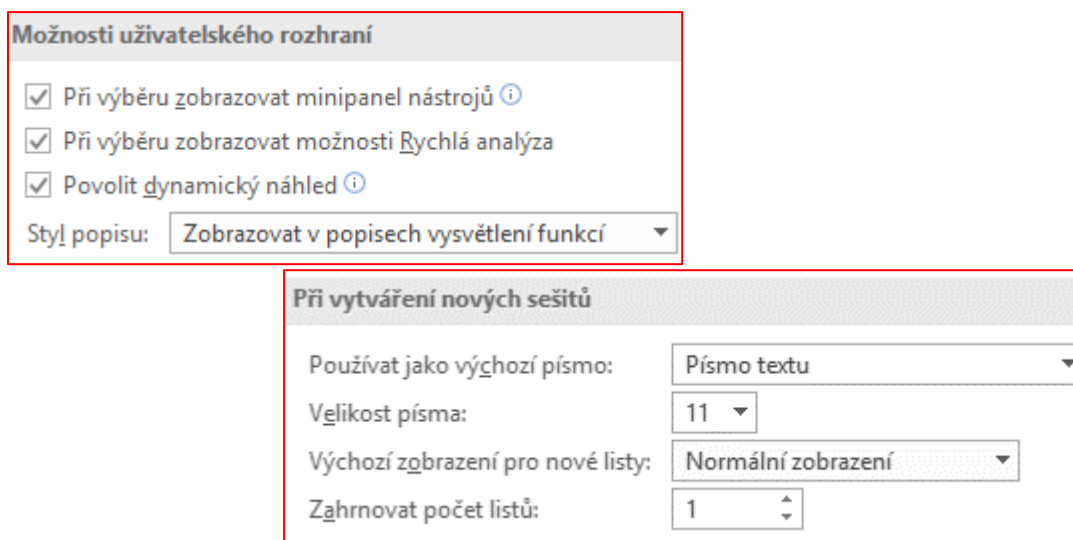 Možnosti uživatelského rozhraní
Při výběru zobrazovat minipanel nástrojů
Při výběru zobrazovat možnosti Rychlá analýza
Povolit dynamický náhled
Styl popisu: Zobrazovat v popisech vysvětlení funkcí
Při vytváření nových sešitů
Používat jako výchozí písmo: Písmo textu
Velikost písma: 11
Výchozí zobrazení pro nové listy: Normální zobrazení
Zahrnovat počet listů: 1